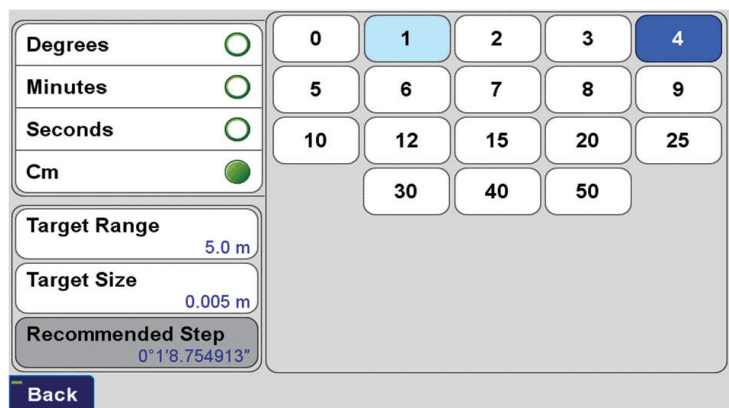 Degrees
Minutes
Seconds
Cm
Target Range
5.0 m
Target Size
0.005 m
Recommended Step
0°1'8.754913"
0 1 2 3 4
5 6 7 8 9
10 12 15 20 25
30 40 50
Back